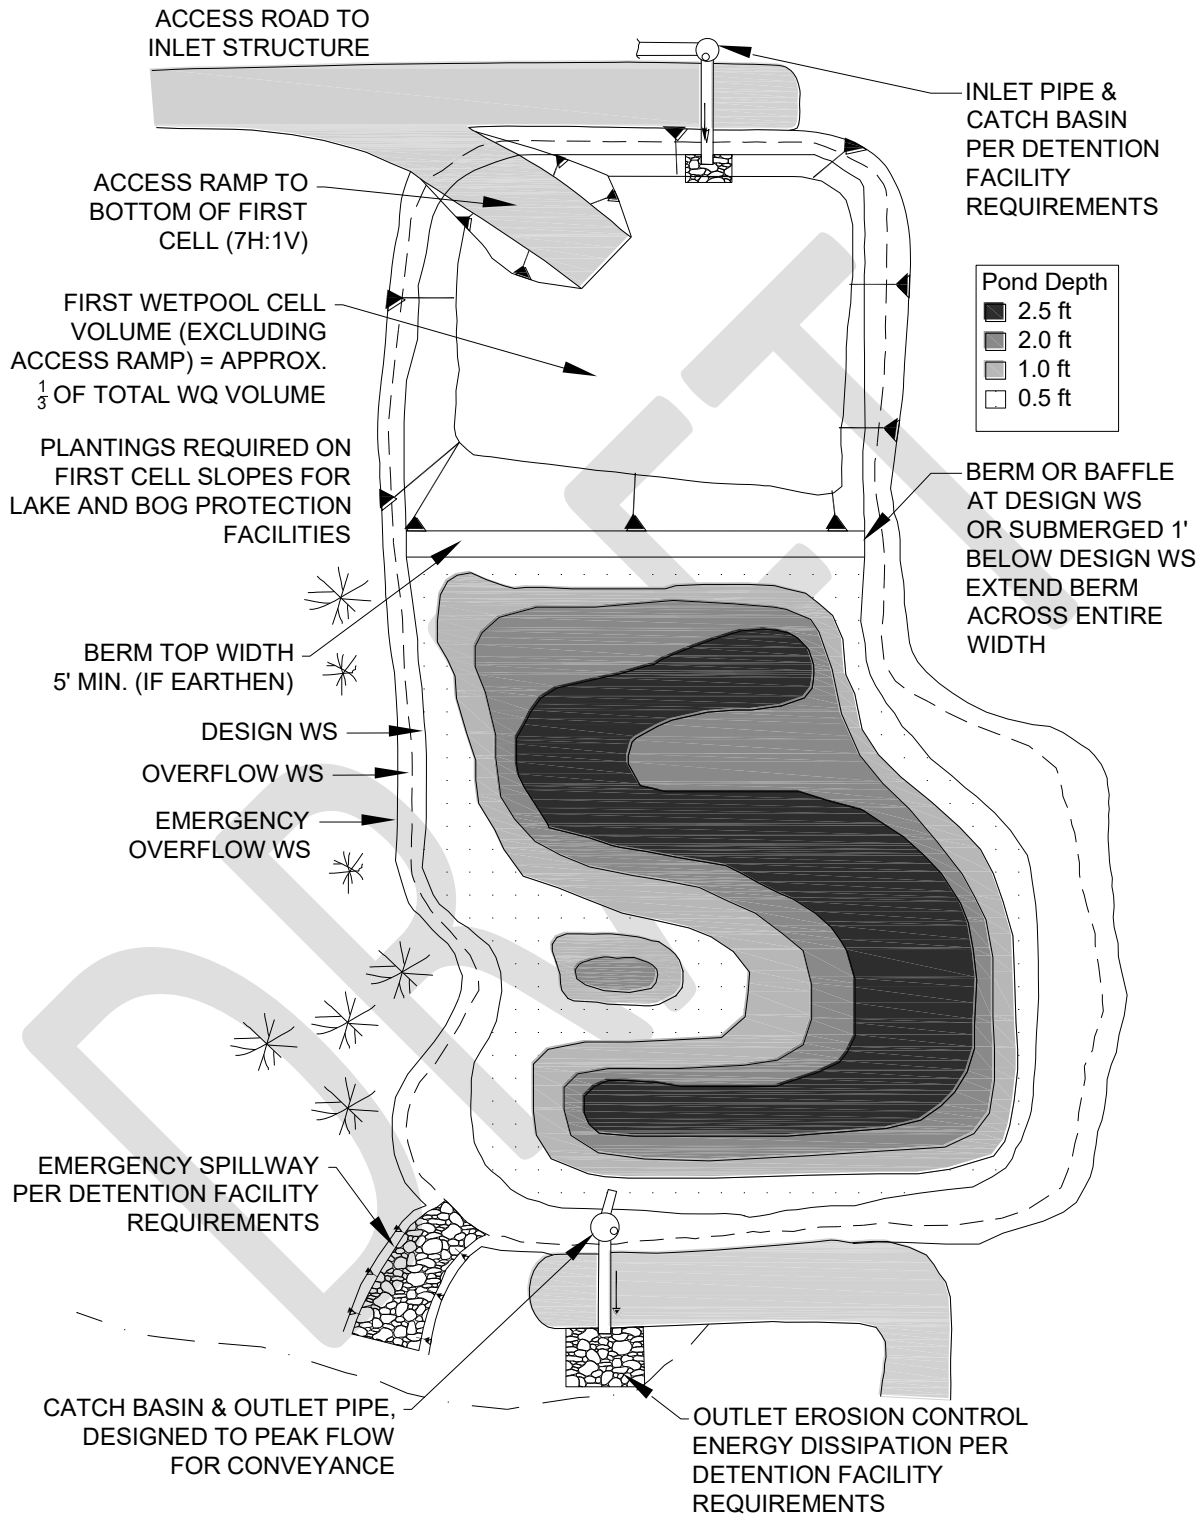 ACCESS ROAD TO
INLET STRUCTURE
INLET PIPE &
CATCH BASIN
PER DETENTION
FACILITY
REQUIREMENTS
ACCESS RAMP TO
BOTTOM OF FIRST
CELL (7H:1V)
Pond Depth
2.5 ft
2.0 ft
1.0 ft
0.5 ft
FIRST WETPOOL CELL
VOLUME (EXCLUDING
ACCESS RAMP) = APPROX.
1/3 OF TOTAL WQ VOLUME
PLANTINGS REQUIRED ON
FIRST CELL SLOPES FOR
LAKE AND BOG PROTECTION
FACILITIES
BERM OR BAFFLE
AT DESIGN WS
OR SUBMERGED 1'
BELOW DESIGN WS
EXTEND BERM
ACROSS ENTIRE
WIDTH
BERM TOP WIDTH
5' MIN. (IF EARTHEN)
DESIGN WS
OVERFLOW WS
EMERGENCY
OVERFLOW WS
EMERGENCY SPILLWAY
PER DETENTION FACILITY
REQUIREMENTS
CATCH BASIN & OUTLET PIPE,
DESIGNED TO PEAK FLOW
FOR CONVEYANCE
OUTLET EROSION CONTROL
ENERGY DISSIPATION PER
DETENTION FACILITY
REQUIREMENTS
DRAFT